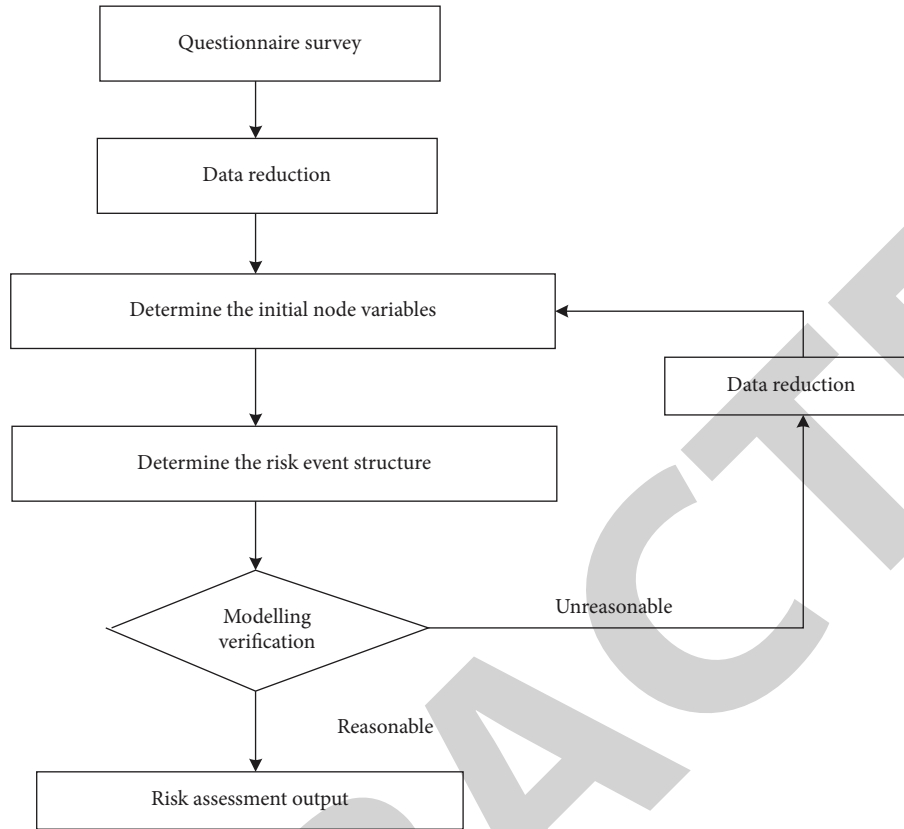 Questionnaire survey
Data reduction
Determine the initial node variables
Data reduction
Determine the risk event structure
Modelling
verification
Unreasonable
Reasonable
Risk assessment output
RACTE